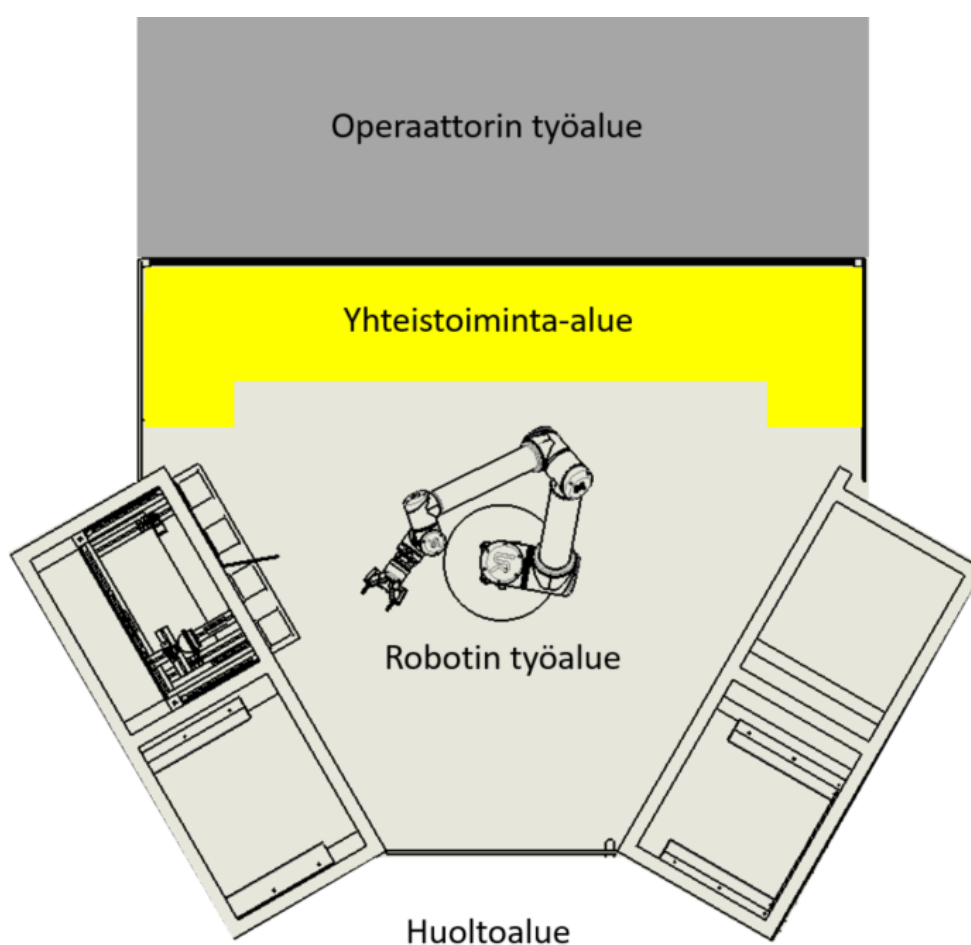 Operaattorin työalue
Yhteistoiminta-alue
Robotin työalue
Huoltoalue